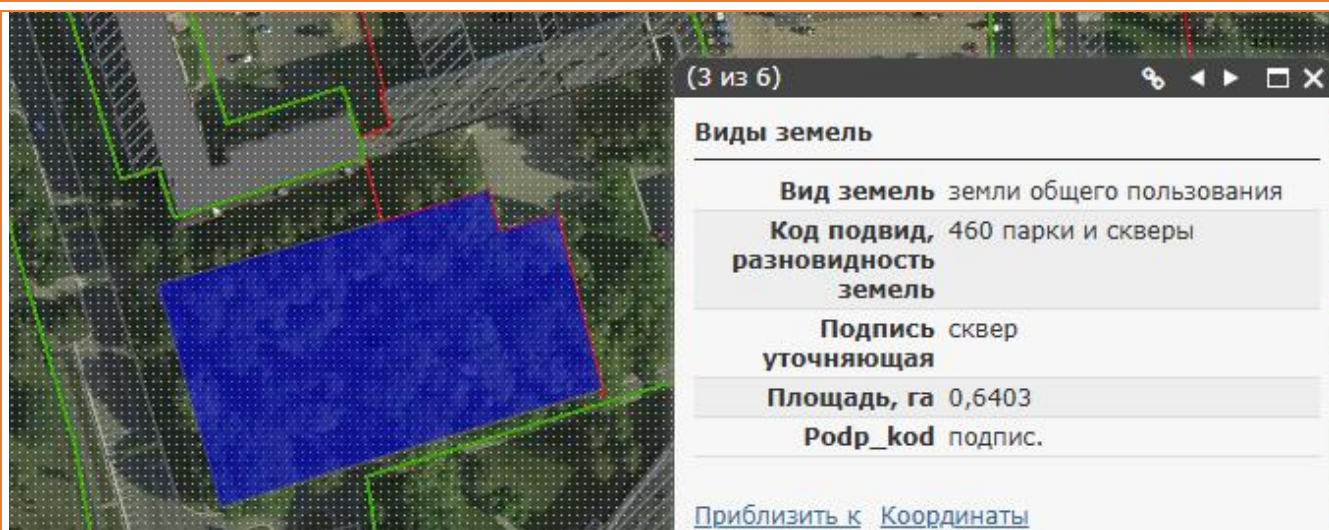 (3 из 6)
Виды земель
Вид земель земли общего пользования
Код подвид, 460 парки и скверы
разновидность
земель
Подпись сквер
уточняющая
Площадь, га 0,6403
Podp_kod подпис.
Приблизить к Координаты